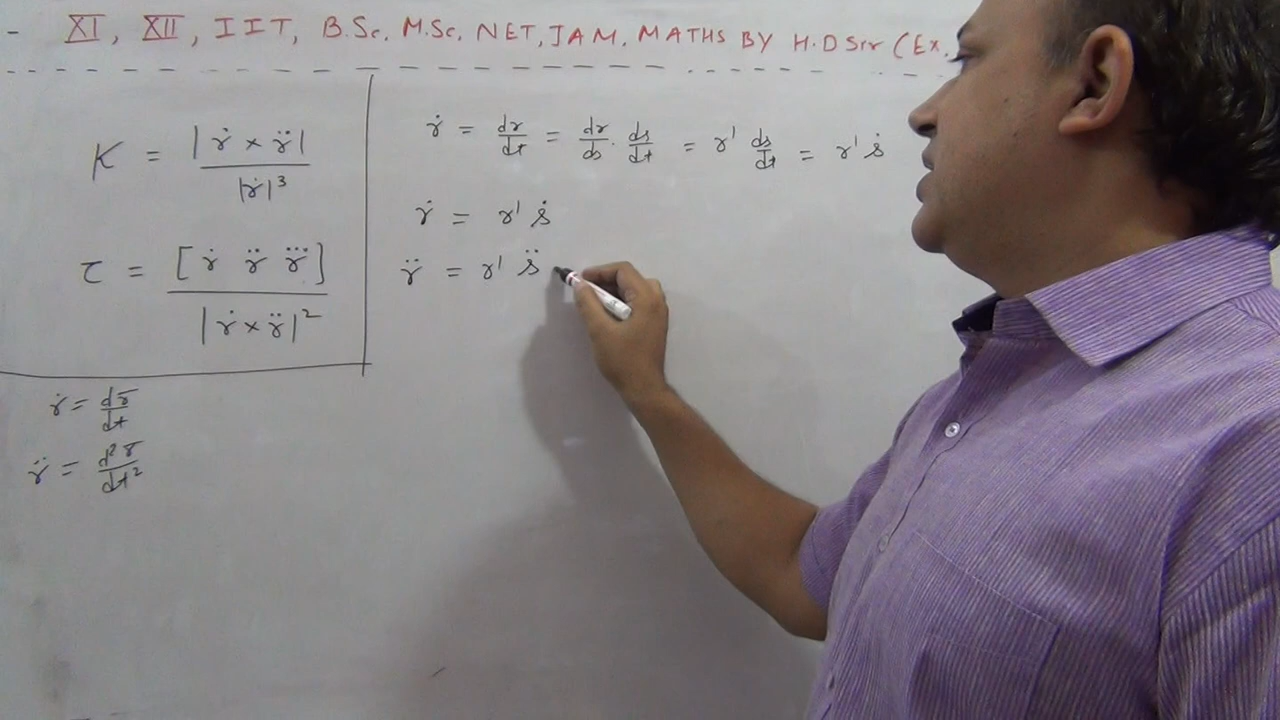 - XI, XII, IIT, B.Sc, M.Sc, NET, JAM, MATHS BY H.D Sir (Ex.
K = |ṙ × r̈| / |ṙ|³
τ = [ṙ r̈ r⃛] / |ṙ × r̈|²
ṙ = dr̄/dt
r̈ = d²r̄/dt²
ṙ = dr/dt = dr/ds · ds/dt = r' ds/dt = r' ṡ
ṙ = r' ṡ
r̈ = r' s̈